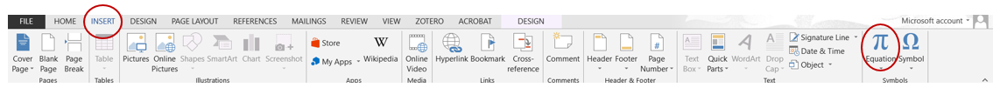 FILE HOME INSERT DESIGN PAGE LAYOUT REFERENCES MAILINGS REVIEW VIEW ZOTERO ACROBAT DESIGN Microsoft account
Cover Page Blank Page Page Break
Pages
Table
Tables
Pictures Online Pictures Shapes SmartArt Chart Screenshot
Illustrations
Store
My Apps
W
Wikipedia
Apps
Online Video
Media
Hyperlink Bookmark Cross-reference
Links
Comment
Comments
Header Footer Page Number
#
Header & Footer
Text Box Quick Parts WordArt Drop Cap
A A A
Signature Line
Date & Time
Object
Text
π Ω
Equation Symbol
Symbols